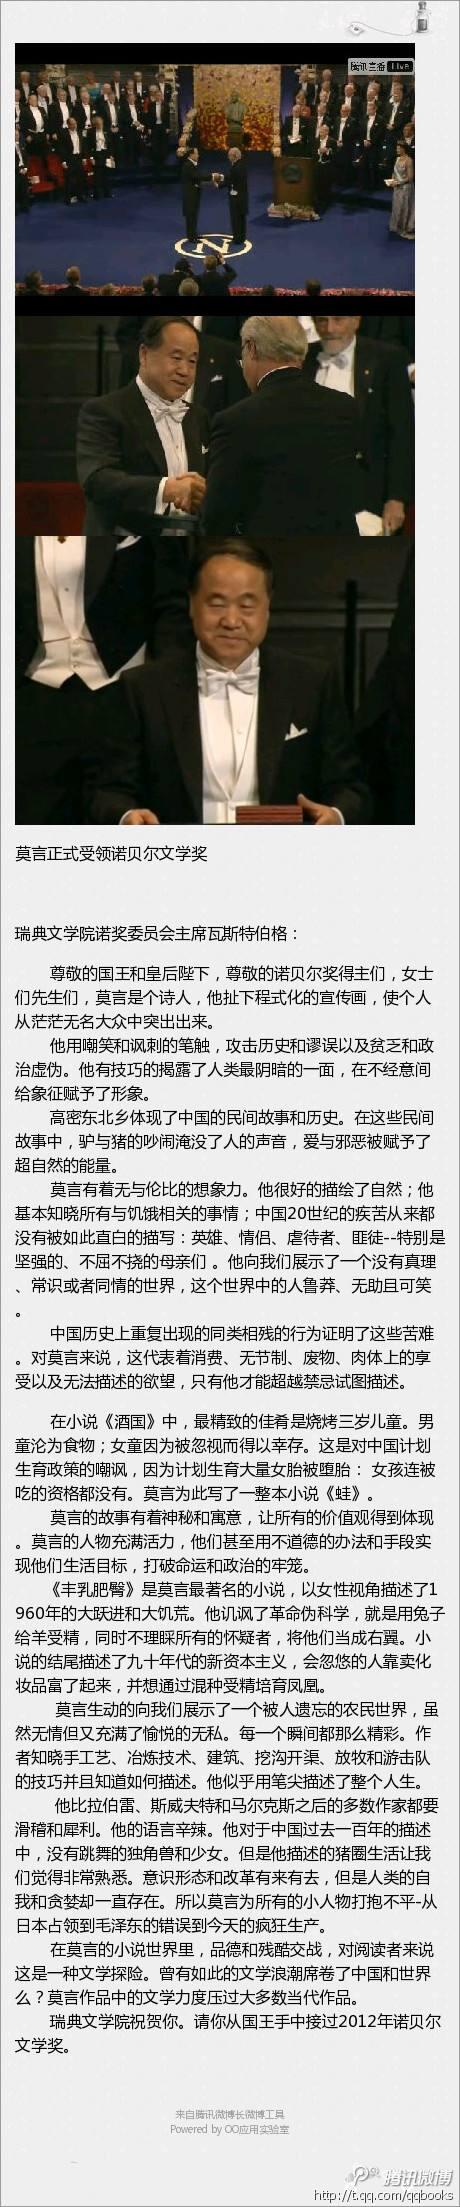 腾讯直播 Live
莫言正式受领诺贝尔文学奖
瑞典文学院诺奖委员会主席瓦斯特伯格：
尊敬的国王和皇后陛下，尊敬的诺贝尔奖得主们，女士
们先生们，莫言是个诗人，他扯下程式化的宣传画，使个人
从茫茫无名大众中突出出来。
他用嘲笑和讽刺的笔触，攻击历史和谬误以及贫乏和政
治虚伪。他有技巧的揭露了人类最阴暗的一面，在不经意间
给象征赋予了形象。
高密东北乡体现了中国的民间故事和历史。在这些民间
故事中，驴与猪的吵闹淹没了人的声音，爱与邪恶被赋予了
超自然的能量。
莫言有着无与伦比的想象力。他很好的描绘了自然；他
基本知晓所有与饥饿相关的事情；中国20世纪的疾苦从来都
没有被如此直白的描写：英雄、情侣、虐待者、匪徒--特别是
坚强的、不屈不挠的母亲们 。他向我们展示了一个没有真理
、常识或者同情的世界，这个世界中的人鲁莽、无助且可笑
。
中国历史上重复出现的同类相残的行为证明了这些苦难
。对莫言来说，这代表着消费、无节制、废物、肉体上的享
受以及无法描述的欲望，只有他才能超越禁忌试图描述。
在小说《酒国》中，最精致的佳肴是烧烤三岁儿童。男
童沦为食物；女童因为被忽视而得以幸存。这是对中国计划
生育政策的嘲讽，因为计划生育大量女胎被堕胎： 女孩连被
吃的资格都没有。莫言为此写了一整本小说《蛙》。
莫言的故事有着神秘和寓意，让所有的价值观得到体现
。莫言的人物充满活力，他们甚至用不道德的办法和手段实
现他们生活目标，打破命运和政治的牢笼。
《丰乳肥臀》是莫言最著名的小说，以女性视角描述了1
960年的大跃进和大饥荒。他讥讽了革命伪科学，就是用兔子
给羊受精，同时不理睬所有的怀疑者，将他们当成右翼。小
说的结尾描述了九十年代的新资本主义，会忽悠的人靠卖化
妆品富了起来，并想通过混种受精培育凤凰。
莫言生动的向我们展示了一个被人遗忘的农民世界，虽
然无情但又充满了愉悦的无私。每一个瞬间都那么精彩。作
者知晓手工艺、冶炼技术、建筑、挖沟开渠、放牧和游击队
的技巧并且知道如何描述。他似乎用笔尖描述了整个人生。
他比拉伯雷、斯威夫特和马尔克斯之后的多数作家都要
滑稽和犀利。他的语言辛辣。他对于中国过去一百年的描述
中，没有跳舞的独角兽和少女。但是他描述的猪圈生活让我
们觉得非常熟悉。意识形态和改革有来有去，但是人类的自
我和贪婪却一直存在。所以莫言为所有的小人物打抱不平-从
日本占领到毛泽东的错误到今天的疯狂生产。
在莫言的小说世界里，品德和残酷交战，对阅读者来说
这是一种文学探险。曾有如此的文学浪潮席卷了中国和世界
么？莫言作品中的文学力度压过大多数当代作品。
瑞典文学院祝贺你。请你从国王手中接过2012年诺贝尔
文学奖。
来自腾讯微博长微博工具
Powered by OO应用实验室
腾讯微博
http://t.qq.com/qqbooks